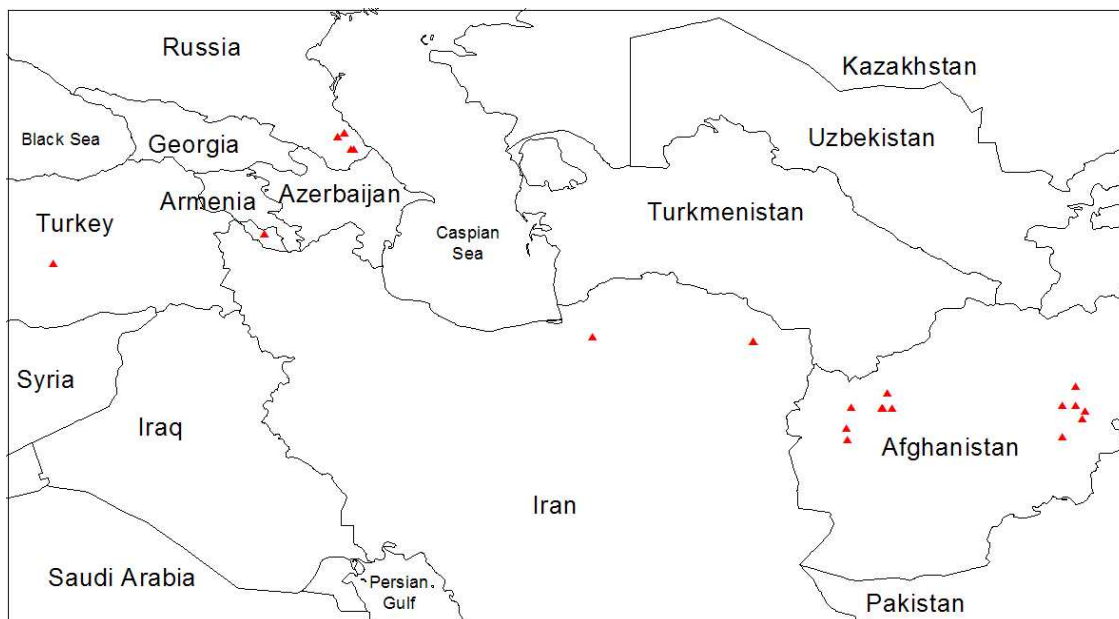 Russia
Kazakhstan
Black Sea
Georgia
Uzbekistan
Armenia
Azerbaijan
Turkey
Turkmenistan
Caspian
Sea
Syria
Iraq
Afghanistan
Iran
Saudi Arabia
Persian
Gulf
Pakistan